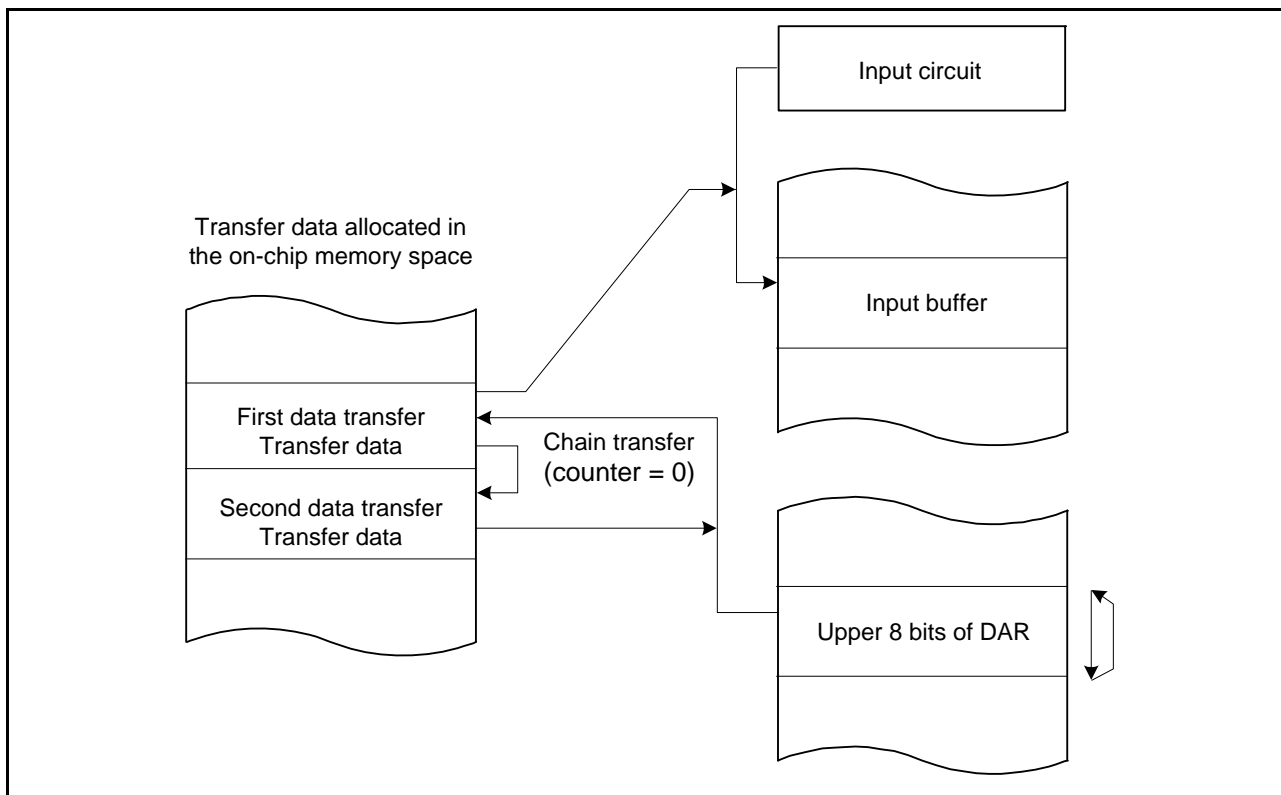 Input circuit
Transfer data allocated in
the on-chip memory space
Input buffer
First data transfer
Transfer data
Chain transfer
(counter = 0)
Second data transfer
Transfer data
Upper 8 bits of DAR